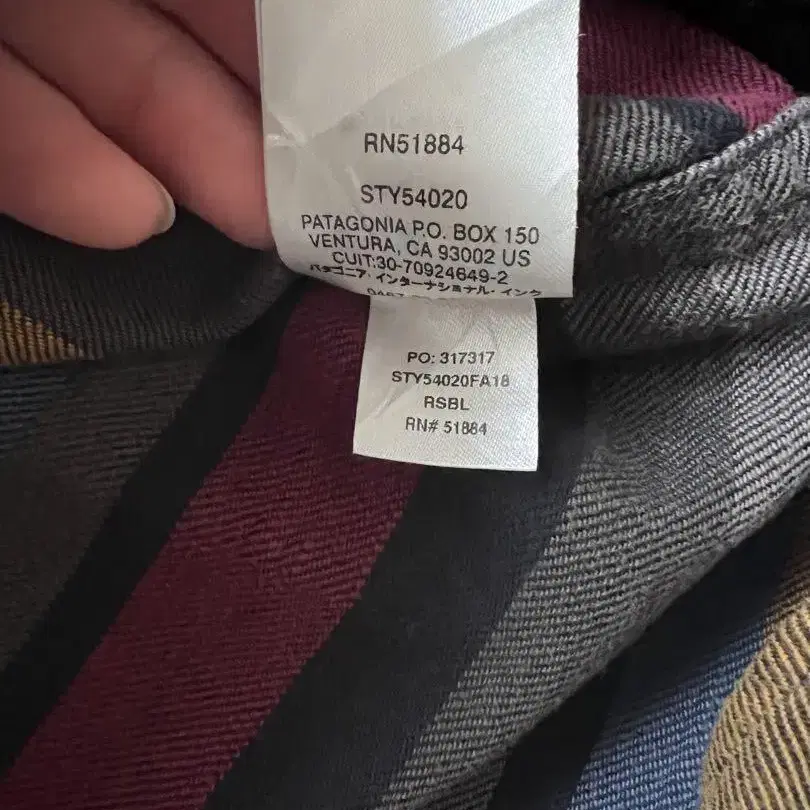 RN51884
STY54020
PATAGONIA P.O. BOX 150
VENTURA, CA 93002 US
CUIT:30-70924649-2
パタゴニア・インターナショナル・インク
PO: 317317
STY54020FA18
RSBL
RN# 51884